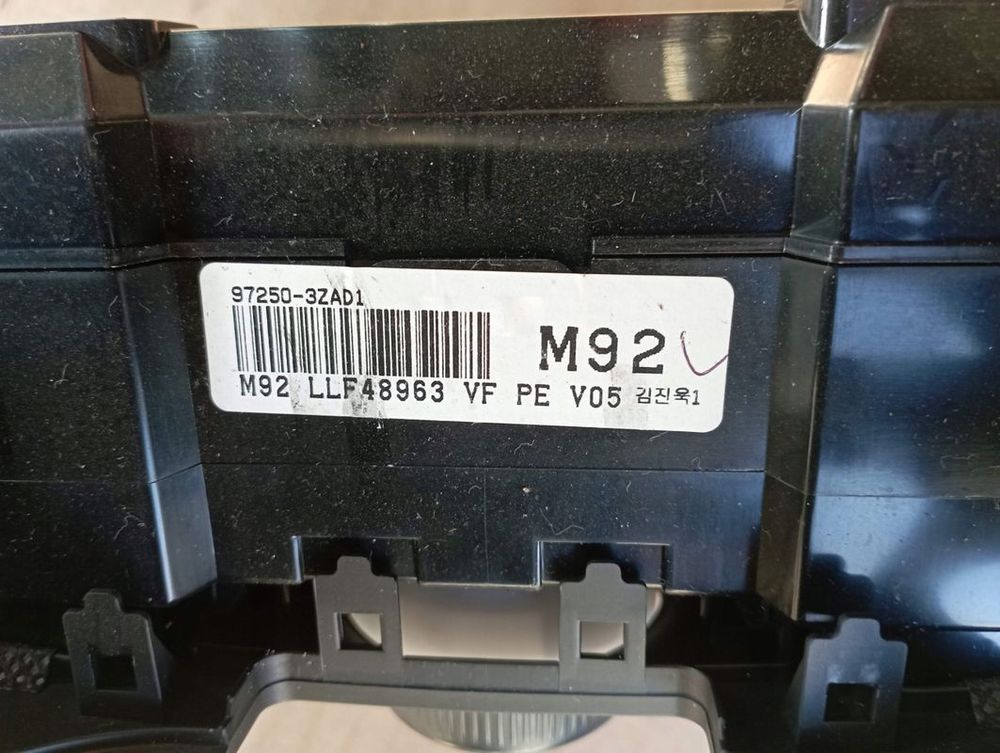 97250-3ZAD1
M92
M92 LLF48963 VF PE V05 김진욱1